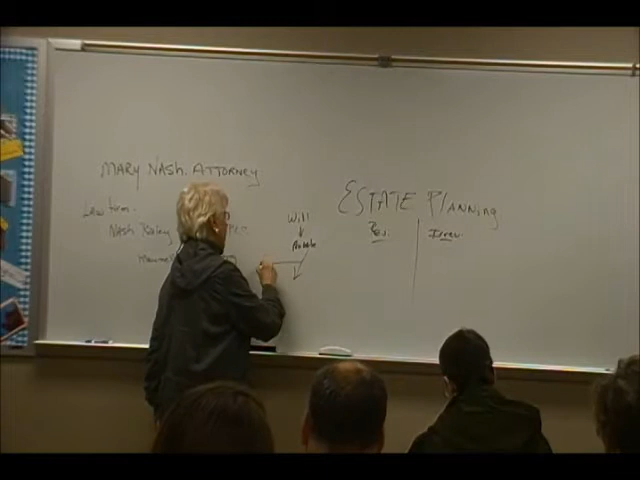 MARY NASH. ATTORNEY
Law firm.
NASH
Will
Probate
ESTATE PLANNING
Rev.
Irrev.